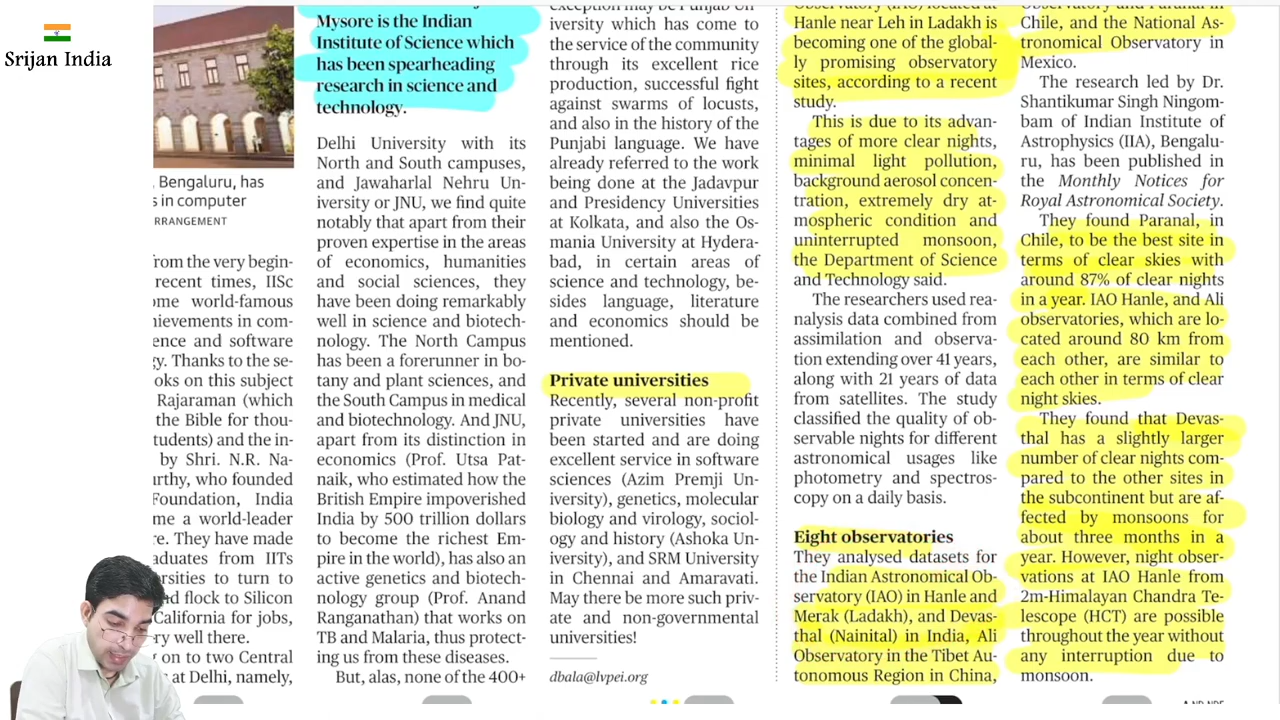 Srijan India
, Bengaluru, has
s in computer
RRANGEMENT
from the very begin-
recent times, IISc
ome world-famous
hievements in com-
ence and software
gy. Thanks to the se-
oks on this subject
Rajaraman (which
the Bible for thou-
tudents) and the in-
by Shri. N.R. Na-
urthy, who founded
Foundation, India
me a world-leader
re. They have made
aduates from IITs
ersities to turn to
nd flock to Silicon
California for jobs,
ry well there.
on to two Central
at Delhi, namely,
Mysore is the Indian
Institute of Science which
has been spearheading
research in science and
technology.
Delhi University with its
North and South campuses,
and Jawaharlal Nehru Un-
iversity or JNU, we find quite
notably that apart from their
proven expertise in the areas
of economics, humanities
and social sciences, they
have been doing remarkably
well in science and biotech-
nology. The North Campus
has been a forerunner in bo-
tany and plant sciences, and
the South Campus in medical
and biotechnology. And JNU,
apart from its distinction in
economics (Prof. Utsa Pat-
naik, who estimated how the
British Empire impoverished
India by 500 trillion dollars
to become the richest Em-
pire in the world), has also an
active genetics and biotech-
nology group (Prof. Anand
Ranganathan) that works on
TB and Malaria, thus protect-
ing us from these diseases.
But, alas, none of the 400+
exception may be Punjab Un-
iversity which has come to
the service of the community
through its excellent rice
production, successful fight
against swarms of locusts,
and also in the history of the
Punjabi language. We have
already referred to the work
being done at the Jadavpur
and Presidency Universities
at Kolkata, and also the Os-
mania University at Hydera-
bad, in certain areas of
science and technology, be-
sides language, literature
and economics should be
mentioned.
Private universities
Recently, several non-profit
private universities have
been started and are doing
excellent service in software
sciences (Azim Premji Un-
iversity), genetics, molecular
biology and virology, sociol-
ogy and history (Ashoka Un-
iversity), and SRM University
in Chennai and Amaravati.
May there be more such priv-
ate and non-governmental
universities!
dbala@lvpei.org
Observatory (IAO) located at
Hanle near Leh in Ladakh is
becoming one of the global-
ly promising observatory
sites, according to a recent
study.
This is due to its advan-
tages of more clear nights,
minimal light pollution,
background aerosol concen-
tration, extremely dry at-
mospheric condition and
uninterrupted monsoon,
the Department of Science
and Technology said.
The researchers used rea-
nalysis data combined from
assimilation and observa-
tion extending over 41 years,
along with 21 years of data
from satellites. The study
classified the quality of ob-
servable nights for different
astronomical usages like
photometry and spectros-
copy on a daily basis.
Eight observatories
They analysed datasets for
the Indian Astronomical Ob-
servatory (IAO) in Hanle and
Merak (Ladakh), and Devas-
thal (Nainital) in India, Ali
Observatory in the Tibet Au-
tonomous Region in China,
Observatory and Paranal in
Chile, and the National As-
tronomical Observatory in
Mexico.
The research led by Dr.
Shantikumar Singh Ningom-
bam of Indian Institute of
Astrophysics (IIA), Bengalu-
ru, has been published in
the Monthly Notices for
Royal Astronomical Society.
They found Paranal, in
Chile, to be the best site in
terms of clear skies with
around 87% of clear nights
in a year. IAO Hanle, and Ali
observatories, which are lo-
cated around 80 km from
each other, are similar to
each other in terms of clear
night skies.
They found that Devas-
thal has a slightly larger
number of clear nights com-
pared to the other sites in
the subcontinent but are af-
fected by monsoons for
about three months in a
year. However, night obser-
vations at IAO Hanle from
2m-Himalayan Chandra Te-
lescope (HCT) are possible
throughout the year without
any interruption due to
monsoon.